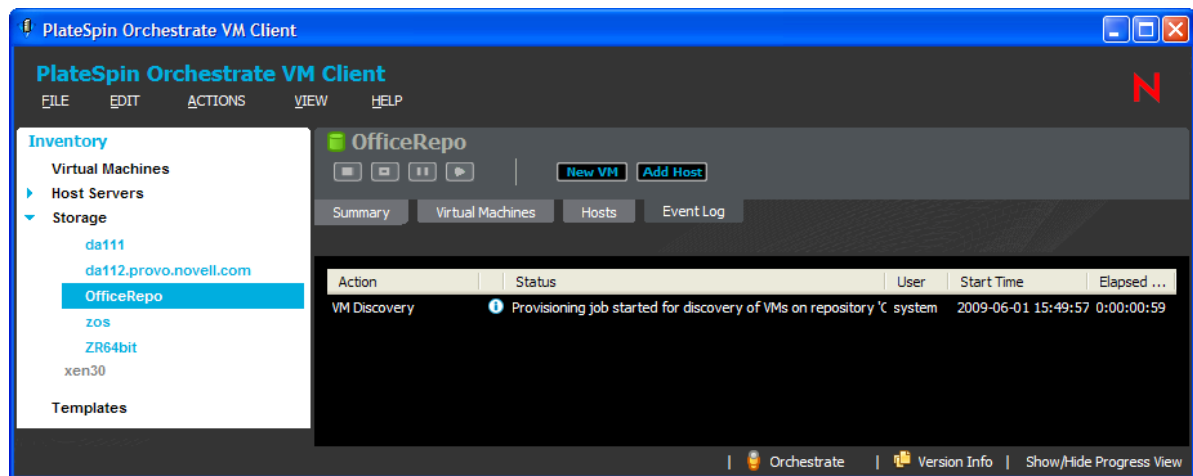 PlateSpin Orchestrate VM Client
PlateSpin Orchestrate VM Client
FILE EDIT ACTIONS VIEW HELP
N
Inventory
Virtual Machines
Host Servers
Storage
da111
da112.provo.novell.com
OfficeRepo
zos
ZR64bit
xen30
Templates
OfficeRepo
New VM Add Host
Summary Virtual Machines Hosts Event Log
Action Status User Start Time Elapsed ...
VM Discovery Provisioning job started for discovery of VMs on repository 'C system 2009-06-01 15:49:57 0:00:00:59
| Orchestrate | Version Info | Show/Hide Progress View